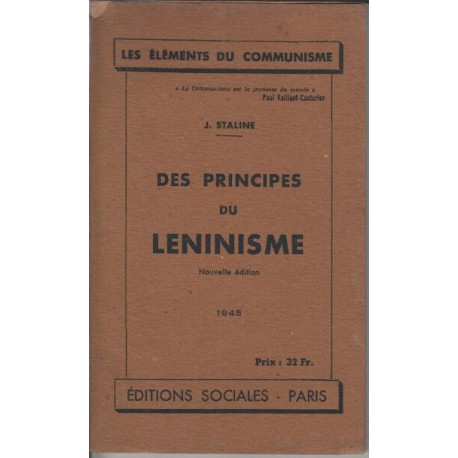 LES ÉLÉMENTS DU COMMUNISME
« Le Communisme est la jeunesse du monde »
Paul Vaillant-Couturier
J. STALINE
DES PRINCIPES
DU
LENINISME
Nouvelle édition
1945
Prix : 32 Fr.
ÉDITIONS SOCIALES - PARIS